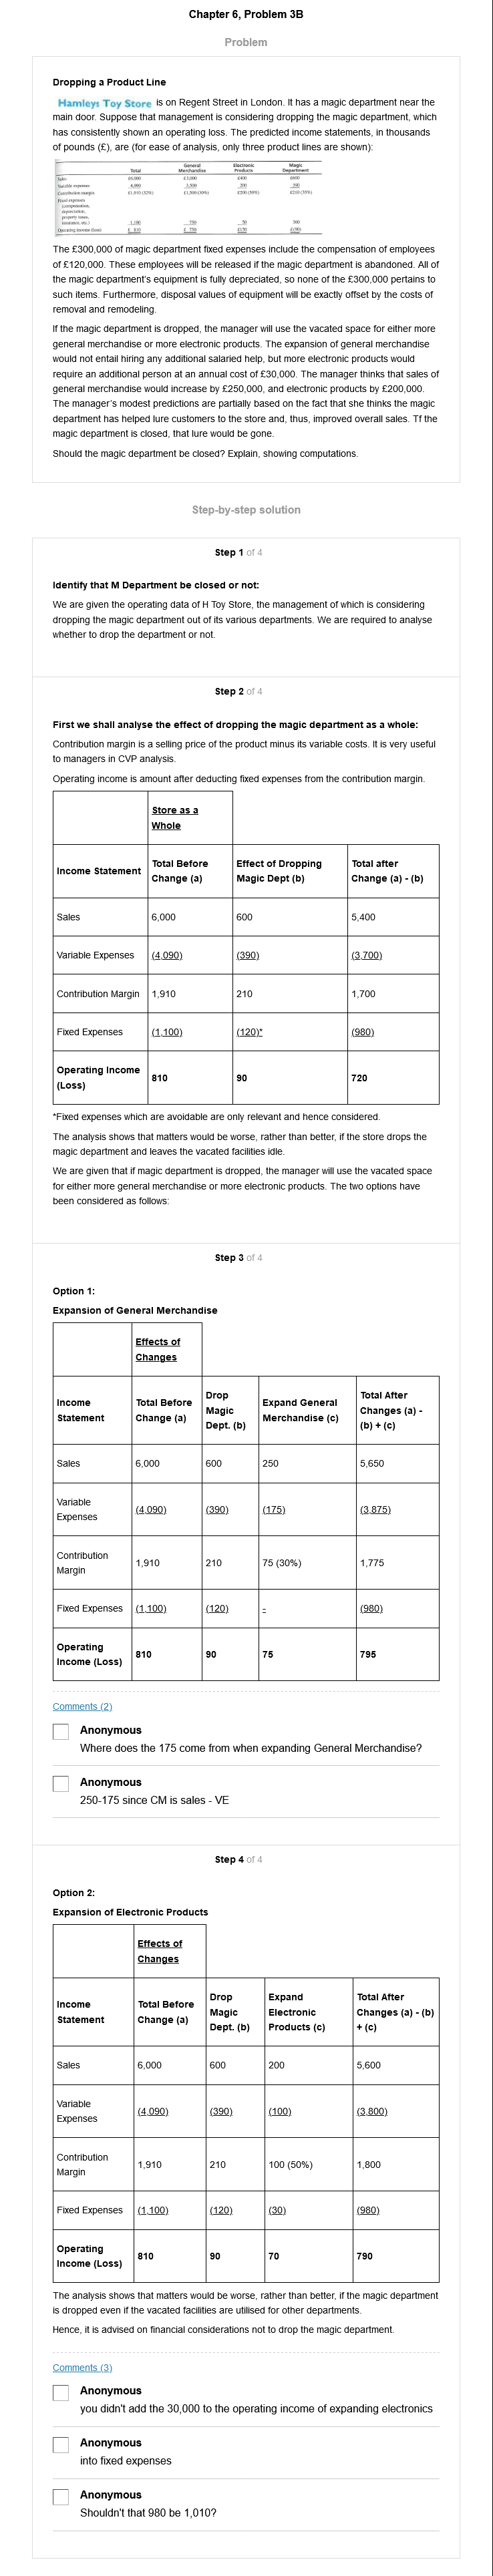 Chapter 6, Problem 3B
Problem
Dropping a Product Line
Hamleys Toy Store is on Regent Street in London. It has a magic department near the
main door. Suppose that management is considering dropping the magic department, which
has consistently shown an operating loss. The predicted income statements, in thousands
of pounds (£), are (for ease of analysis, only three product lines are shown):
Total General Merchandise Electronic Products Magic Department
Sales
Variable expenses
Contribution margin
Fixed expenses
(compensation,
depreciation,
property taxes,
insurance, etc.)
Operating income (loss)
The £300,000 of magic department fixed expenses include the compensation of employees
of £120,000. These employees will be released if the magic department is abandoned. All of
the magic department's equipment is fully depreciated, so none of the £300,000 pertains to
such items. Furthermore, disposal values of equipment will be exactly offset by the costs of
removal and remodeling.
If the magic department is dropped, the manager will use the vacated space for either more
general merchandise or more electronic products. The expansion of general merchandise
would not entail hiring any additional salaried help, but more electronic products would
require an additional person at an annual cost of £30,000. The manager thinks that sales of
general merchandise would increase by £250,000, and electronic products by £200,000.
The manager's modest predictions are partially based on the fact that she thinks the magic
department has helped lure customers to the store and, thus, improved overall sales. Tf the
magic department is closed, that lure would be gone.
Should the magic department be closed? Explain, showing computations.
Step-by-step solution
Step 1 of 4
Identify that M Department be closed or not:
We are given the operating data of H Toy Store, the management of which is considering
dropping the magic department out of its various departments. We are required to analyse
whether to drop the department or not.
Step 2 of 4
First we shall analyse the effect of dropping the magic department as a whole:
Contribution margin is a selling price of the product minus its variable costs. It is very useful
to managers in CVP analysis.
Operating income is amount after deducting fixed expenses from the contribution margin.
Store as a
Whole
Income Statement Total Before Change (a) Effect of Dropping Magic Dept (b) Total after Change (a) - (b)
Sales 6,000 600 5,400
Variable Expenses (4,090) (390) (3,700)
Contribution Margin 1,910 210 1,700
Fixed Expenses (1,100) (120)* (980)
Operating Income (Loss) 810 90 720
*Fixed expenses which are avoidable are only relevant and hence considered.
The analysis shows that matters would be worse, rather than better, if the store drops the
magic department and leaves the vacated facilities idle.
We are given that if magic department is dropped, the manager will use the vacated space
for either more general merchandise or more electronic products. The two options have
been considered as follows:
Step 3 of 4
Option 1:
Expansion of General Merchandise
Effects of
Changes
Income Statement Total Before Change (a) Drop Magic Dept. (b) Expand General Merchandise (c) Total After Changes (a) - (b) + (c)
Sales 6,000 600 250 5,650
Variable Expenses (4,090) (390) (175) (3,875)
Contribution Margin 1,910 210 75 (30%) 1,775
Fixed Expenses (1,100) (120) - (980)
Operating Income (Loss) 810 90 75 795
Comments (2)
Anonymous
Where does the 175 come from when expanding General Merchandise?
Anonymous
250-175 since CM is sales - VE
Step 4 of 4
Option 2:
Expansion of Electronic Products
Effects of
Changes
Income Statement Total Before Change (a) Drop Magic Dept. (b) Expand Electronic Products (c) Total After Changes (a) - (b) + (c)
Sales 6,000 600 200 5,600
Variable Expenses (4,090) (390) (100) (3,800)
Contribution Margin 1,910 210 100 (50%) 1,800
Fixed Expenses (1,100) (120) (30) (980)
Operating Income (Loss) 810 90 70 790
The analysis shows that matters would be worse, rather than better, if the magic department
is dropped even if the vacated facilities are utilised for other departments.
Hence, it is advised on financial considerations not to drop the magic department.
Comments (3)
Anonymous
you didn't add the 30,000 to the operating income of expanding electronics
Anonymous
into fixed expenses
Anonymous
Shouldn't that 980 be 1,010?